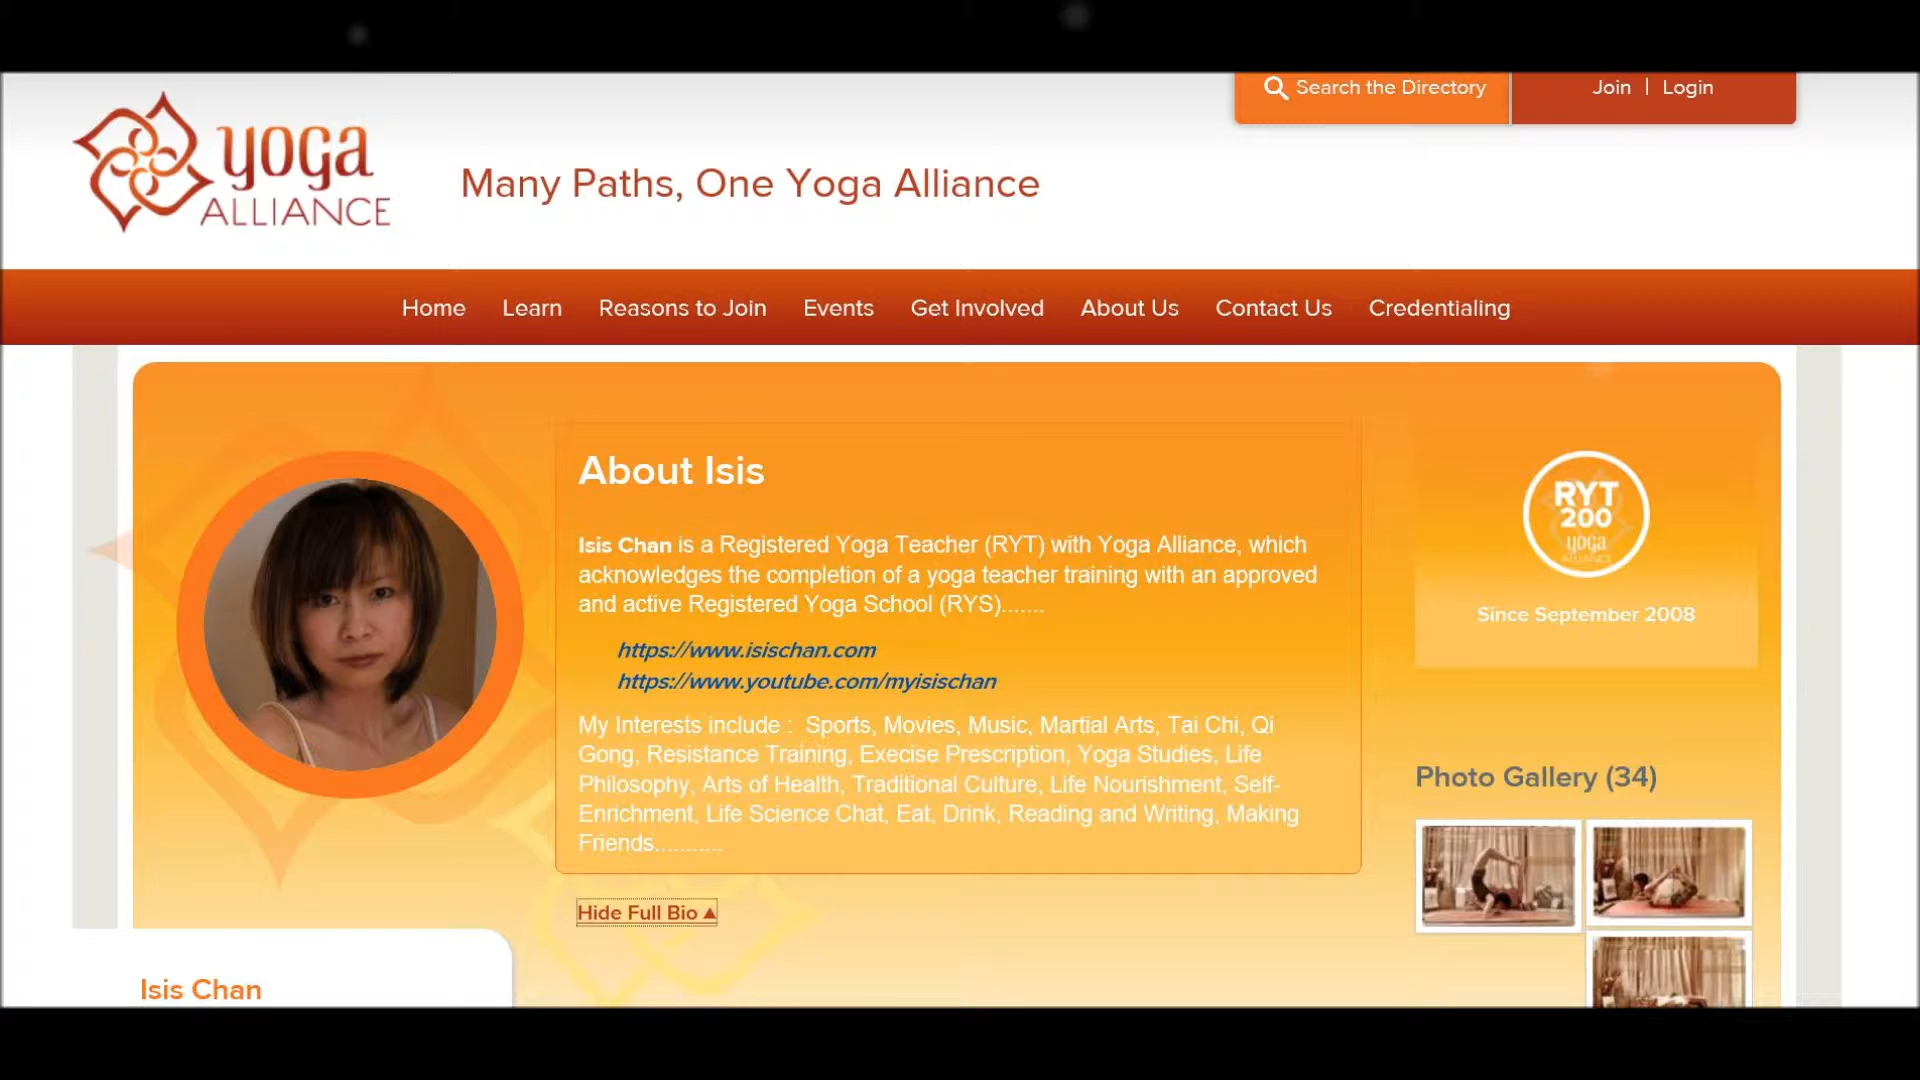 Search the Directory
Join | Login
yoga
ALLIANCE
Many Paths, One Yoga Alliance
Home Learn Reasons to Join Events Get Involved About Us Contact Us Credentialing
About Isis
Isis Chan is a Registered Yoga Teacher (RYT) with Yoga Alliance, which
acknowledges the completion of a yoga teacher training with an approved
and active Registered Yoga School (RYS).......
https://www.isischan.com
https://www.youtube.com/myisischan
My Interests include : Sports, Movies, Music, Martial Arts, Tai Chi, Qi
Gong, Resistance Training, Execise Prescription, Yoga Studies, Life
Philosophy, Arts of Health, Traditional Culture, Life Nourishment, Self-
Enrichment, Life Science Chat, Eat, Drink, Reading and Writing, Making
Friends...........
Hide Full Bio ▲
RYT
200
yoga
ALLIANCE
Since September 2008
Photo Gallery (34)
Isis Chan